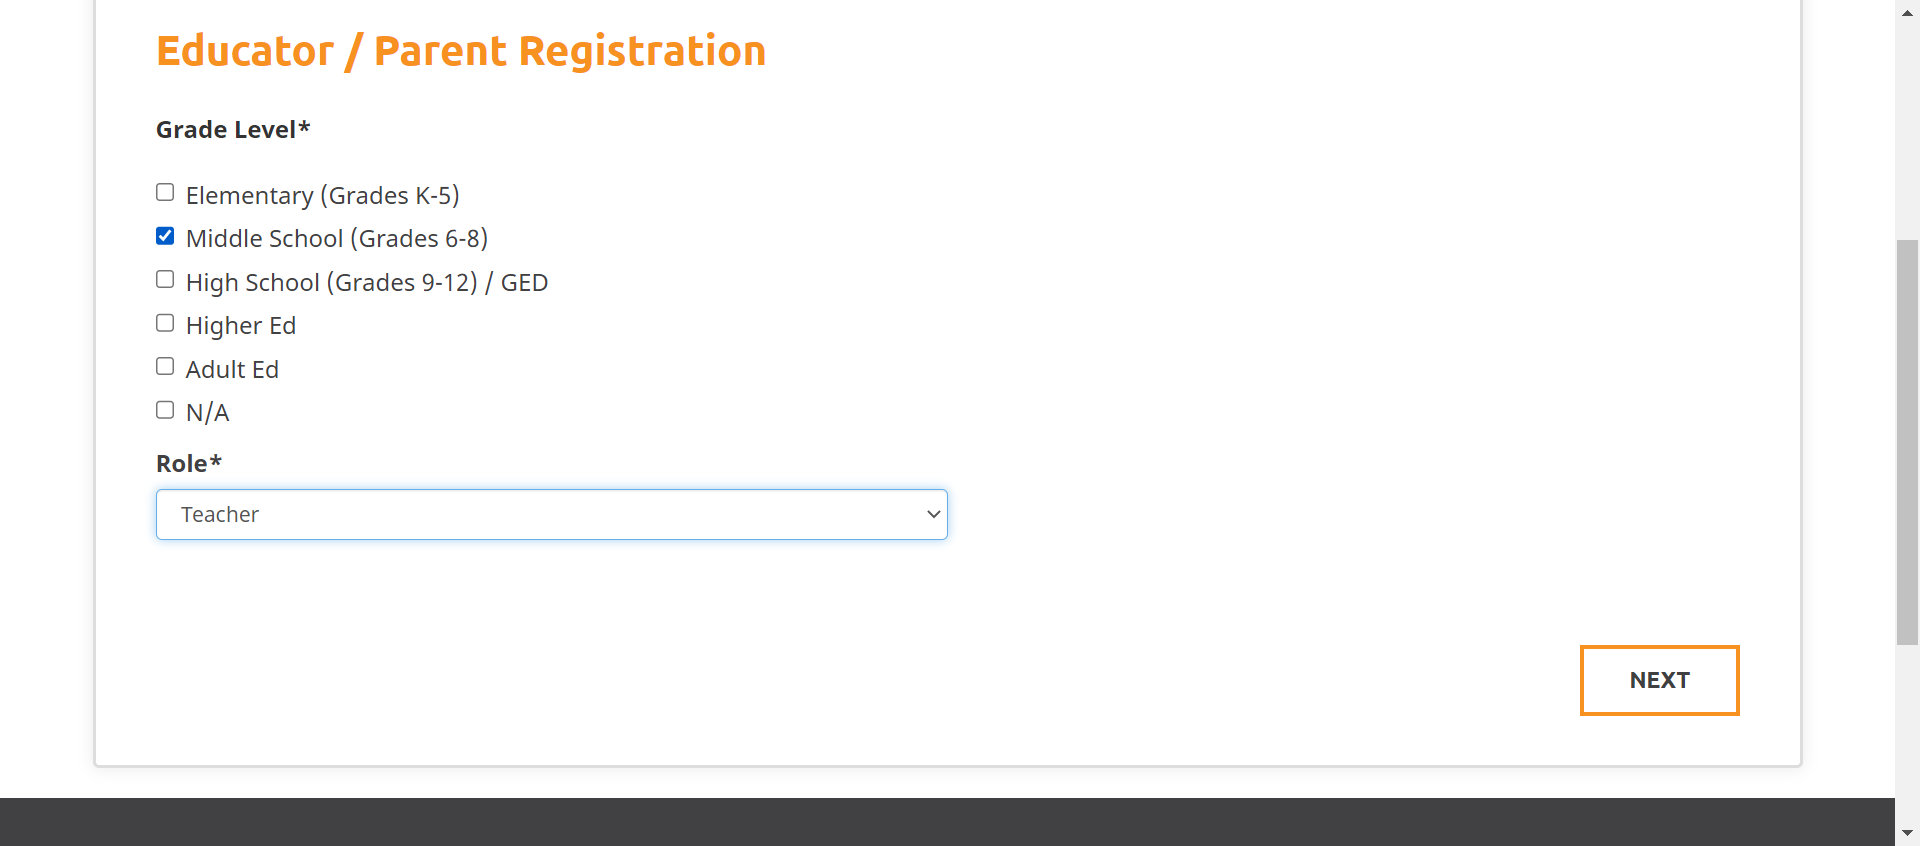 Educator / Parent Registration
Grade Level*
Elementary (Grades K-5)
Middle School (Grades 6-8)
High School (Grades 9-12) / GED
Higher Ed
Adult Ed
N/A
Role*
Teacher
NEXT